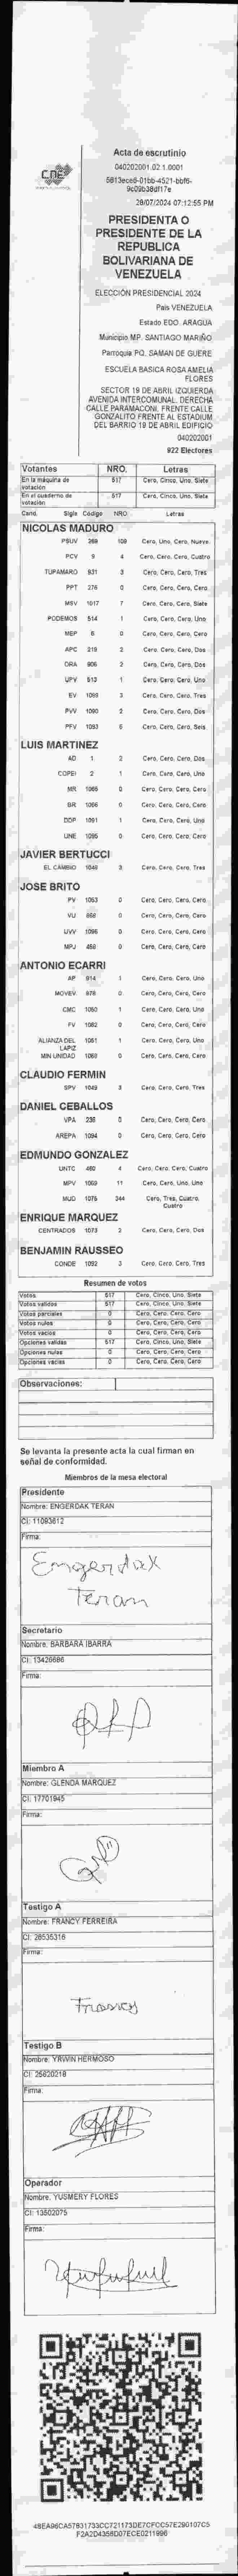 CNE
Acta de escrutinio
040202001.02.1.0001
28/07/2024 07:12:55 PM
PRESIDENTA O
PRESIDENTE DE LA
REPUBLICA
BOLIVARIANA DE
VENEZUELA
ELECCIÓN PRESIDENCIAL 2024
País VENEZUELA
Estado EDO. ARAGUA
Municipio MP. SANTIAGO MARIÑO
Parroquia PQ. SAMAN DE GUERE
ESCUELA BASICA ROSA AMELIA
FLORES
SECTOR 19 DE ABRIL IZQUIERDA
AVENIDA INTERCOMUNAL. DERECHA
CALLE PARAMACONI. FRENTE CALLE
GONZALITO FRENTE AL ESTADIUM
DEL BARRIO 19 DE ABRIL EDIFICIO
040202001
922 Electores
Votantes NRO. Letras
En la máquina de votación 517 Cero, Cinco, Uno, Siete
En el cuaderno de votación 517 Cero, Cinco, Uno, Siete
Cand. Sigla Código NRO Letras
NICOLAS MADURO
PSUV 269 109 Cero, Uno, Cero, Nueve
PCV 9 4 Cero, Cero, Cero, Cuatro
TUPAMARO 931 3 Cero, Cero, Cero, Tres
PPT 276 0 Cero, Cero, Cero, Cero
MSV 1017 7 Cero, Cero, Cero, Siete
PODEMOS 514 1 Cero, Cero, Cero, Uno
MEP 6 0 Cero, Cero, Cero, Cero
APC 219 2 Cero, Cero, Cero, Dos
ORA 906 2 Cero, Cero, Cero, Dos
UPV 513 1 Cero, Cero, Cero, Uno
EV 1069 3 Cero, Cero, Cero, Tres
PVV 1090 2 Cero, Cero, Cero, Dos
PFV 1093 6 Cero, Cero, Cero, Seis
LUIS MARTINEZ
AD 1 2 Cero, Cero, Cero, Dos
COPEI 2 1 Cero, Cero, Cero, Uno
MR 1065 0 Cero, Cero, Cero, Cero
BR 1066 0 Cero, Cero, Cero, Cero
DDP 1091 1 Cero, Cero, Cero, Uno
UNE 1095 0 Cero, Cero, Cero, Cero
JAVIER BERTUCCI
EL CAMBIO 1048 3 Cero, Cero, Cero, Tres
JOSE BRITO
PV 1053 0 Cero, Cero, Cero, Cero
VU 858 0 Cero, Cero, Cero, Cero
UVV 1096 0 Cero, Cero, Cero, Cero
MPJ 458 0 Cero, Cero, Cero, Cero
ANTONIO ECARRI
AP 914 1 Cero, Cero, Cero, Uno
MOVEV 978 0 Cero, Cero, Cero, Cero
CMC 1050 1 Cero, Cero, Cero, Uno
FV 1082 0 Cero, Cero, Cero, Cero
ALIANZA DEL LAPIZ 1051 1 Cero, Cero, Cero, Uno
MIN UNIDAD 1060 0 Cero, Cero, Cero, Cero
CLAUDIO FERMIN
SPV 1049 3 Cero, Cero, Cero, Tres
DANIEL CEBALLOS
VPA 236 0 Cero, Cero, Cero, Cero
AREPA 1094 0 Cero, Cero, Cero, Cero
EDMUNDO GONZALEZ
UNTC 460 4 Cero, Cero, Cero, Cuatro
MPV 1069 11 Cero, Cero, Uno, Uno
MUD 1075 344 Cero, Tres, Cuatro, Cuatro
ENRIQUE MARQUEZ
CENTRADOS 1073 2 Cero, Cero, Cero, Dos
BENJAMIN RAUSSEO
CONDE 1092 3 Cero, Cero, Cero, Tres
Resumen de votos
Votos 517 Cero, Cinco, Uno, Siete
Votos validos 517 Cero, Cinco, Uno, Siete
Votos parciales 0 Cero, Cero, Cero, Cero
Votos nulos 0 Cero, Cero, Cero, Cero
Votos vacios 0 Cero, Cero, Cero, Cero
Opciones validas 517 Cero, Cinco, Uno, Siete
Opciones nulas 0 Cero, Cero, Cero, Cero
Opciones vacias 0 Cero, Cero, Cero, Cero
Observaciones:
Se levanta la presente acta la cual firman en
señal de conformidad.
Miembros de la mesa electoral
Presidente
Nombre: ENGERDAK TERAN
CI: 11093612
Firma:
Engerdak
Teran
Secretario
Nombre: BARBARA IBARRA
CI: 13426686
Firma:
Miembro A
Nombre: GLENDA MARQUEZ
CI: 17701945
Firma:
Testigo A
Nombre: FRANCY FERREIRA
CI: 26535316
Firma:
Francy
Testigo B
Nombre: YRWIN HERMOSO
CI: 25620218
Firma:
Operador
Nombre: YUSMERY FLORES
CI: 13502075
Firma: